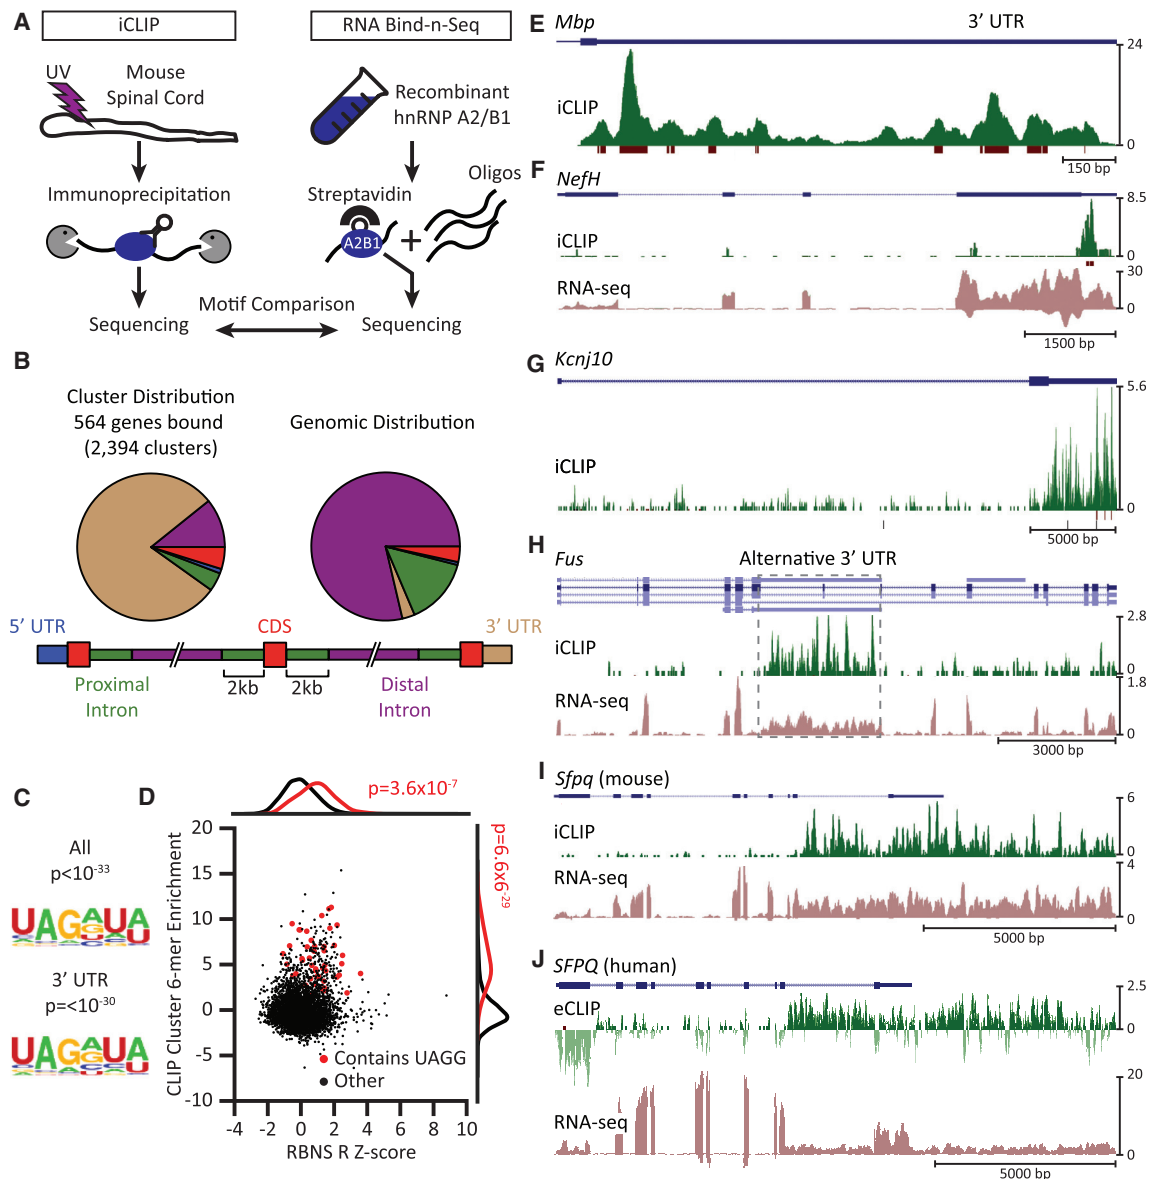 A
iCLIP
RNA Bind-n-Seq
UV
Mouse
Spinal Cord
Recombinant
hnRNP A2/B1
Immunoprecipitation
Streptavidin
Oligos
A2B1
+
Motif Comparison
Sequencing
Sequencing
B
Cluster Distribution
564 genes bound
(2,394 clusters)
Genomic Distribution
5’ UTR
CDS
3’ UTR
Proximal
Intron
2kb
2kb
Distal
Intron
C
All
p<10-33
UAGAUA
3’ UTR
p=<10-30
UAGAUA
D
p=3.6x10-7
p=6.6x6-29
CLIP Cluster 6-mer Enrichment
20
15
10
5
0
-5
-10
Contains UAGG
Other
-4 -2 0 2 4 6 8 10
RBNS R Z-score
E
Mbp
3’ UTR
24
iCLIP
0
150 bp
F
NefH
8.5
iCLIP
0
30
RNA-seq
0
1500 bp
G
Kcnj10
5.6
iCLIP
0
5000 bp
H
Fus
Alternative 3’ UTR
2.8
iCLIP
0
1.8
RNA-seq
0
3000 bp
I
Sfpq (mouse)
6
iCLIP
0
4
RNA-seq
0
5000 bp
J
SFPQ (human)
2.5
eCLIP
0
20
RNA-seq
0
5000 bp